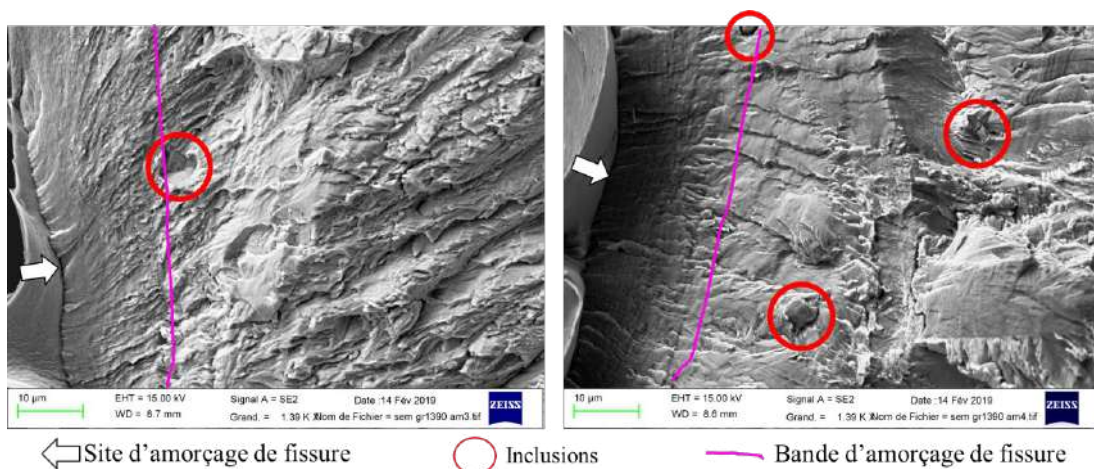 10 µm
EHT = 15.00 kV
WD = 8.7 mm
Signal A = SE2
Date :14 Fév 2019
Grand. = 1.39 K X
Nom de Fichier = sem gr1390 am3.tif
ZEISS
10 µm
EHT = 15.00 kV
WD = 8.6 mm
Signal A = SE2
Date :14 Fév 2019
Grand. = 1.39 K X
Nom de Fichier = sem gr1390 am4.tif
ZEISS
Site d'amorçage de fissure
Inclusions
Bande d'amorçage de fissure